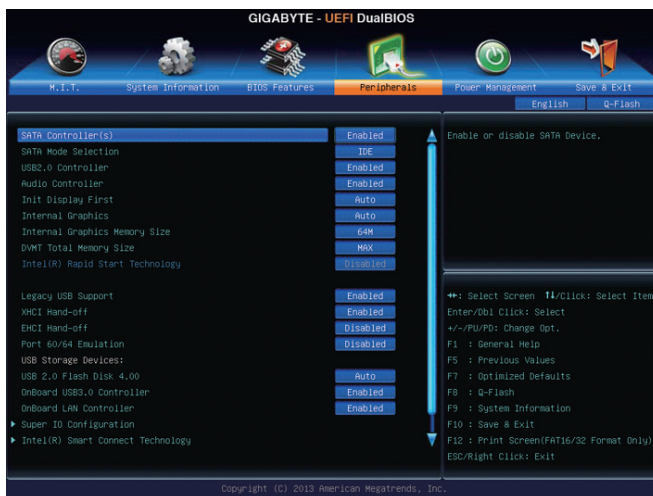 GIGABYTE - UEFI DualBIOS
M.I.T. System Information BIOS Features Peripherals Power Management Save & Exit
English Q-Flash
SATA Controller(s) Enabled
SATA Mode Selection IDE
USB2.0 Controller Enabled
Audio Controller Enabled
Init Display First Auto
Internal Graphics Auto
Internal Graphics Memory Size 64M
DVMT Total Memory Size MAX
Intel(R) Rapid Start Technology Disabled
Legacy USB Support Enabled
XHCI Hand-off Enabled
EHCI Hand-off Disabled
Port 60/64 Emulation Disabled
USB Storage Devices:
USB 2.0 Flash Disk 4.00 Auto
OnBoard USB3.0 Controller Enabled
OnBoard LAN Controller Enabled
Super IO Configuration
Intel(R) Smart Connect Technology
Enable or disable SATA Device.
↔: Select Screen ↑↓/Click: Select Item
Enter/Dbl Click: Select
+/-/PU/PD: Change Opt.
F1 : General Help
F5 : Previous Values
F7 : Optimized Defaults
F8 : Q-Flash
F9 : System Information
F10 : Save & Exit
F12 : Print Screen(FAT16/32 Format Only)
ESC/Right Click: Exit
Copyright (C) 2013 American Megatrends, Inc.